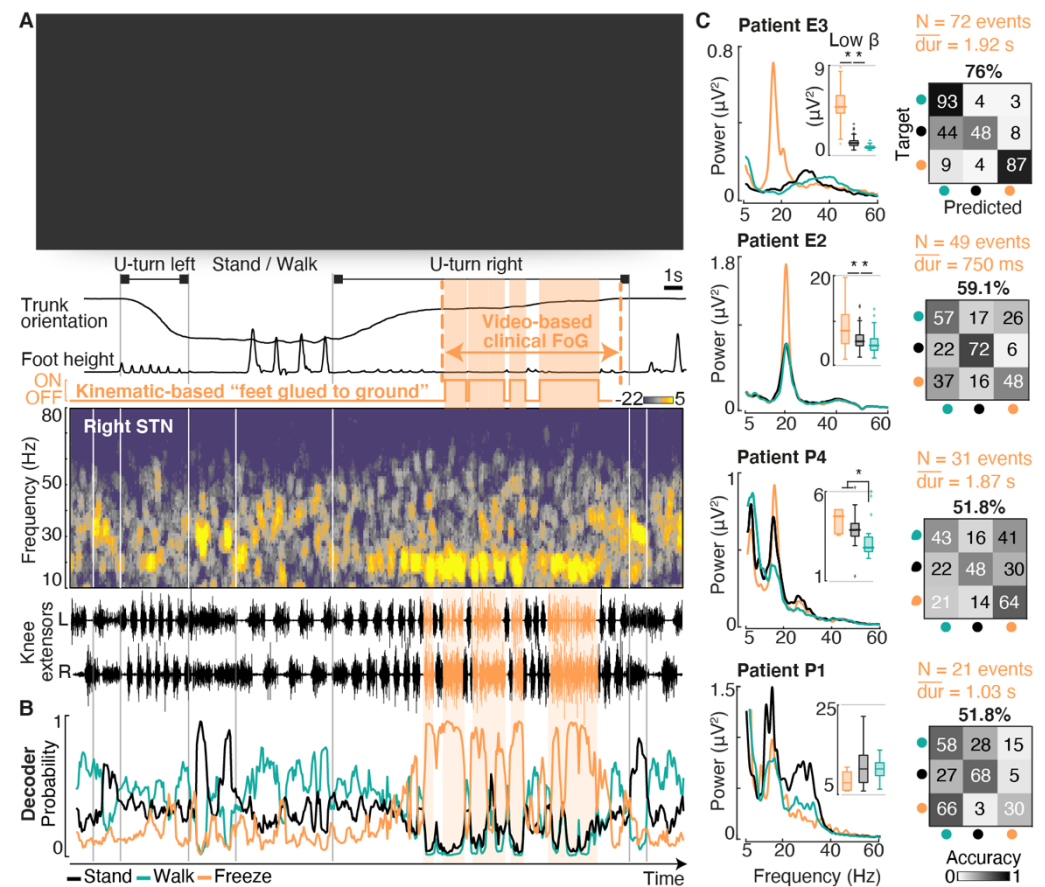 A
U-turn left
Stand / Walk
U-turn right
1s
Trunk
orientation
Video-based
clinical FoG
Foot height
ON
OFF
Kinematic-based “feet glued to ground”
-22 5
80
Right STN
50
30
10
Frequency (Hz)
Knee
extensors
L
R
B
1
0
Decoder
Probability
Stand Walk Freeze
Time
C
Patient E3
Low β
0.8
0
Power (µV²)
9
0
(µV²)
* *
5 20 40 60
N = 72 events
dur = 1.92 s
76%
93 4 3
44 48 8
9 4 87
Target
Predicted
Patient E2
1.8
0
Power (µV²)
20
0
* *
5 20 40 60
N = 49 events
dur = 750 ms
59.1%
57 17 26
22 72 6
37 16 48
Patient P4
1
0
Power (µV²)
6
1
*
5 20 40 60
N = 31 events
dur = 1.87 s
51.8%
43 16 41
22 48 30
21 14 64
Patient P1
1.5
0
Power (µV²)
25
5
5 20 40 60
Frequency (Hz)
N = 21 events
dur = 1.03 s
51.8%
58 28 15
27 68 5
66 3 30
Accuracy
0 1